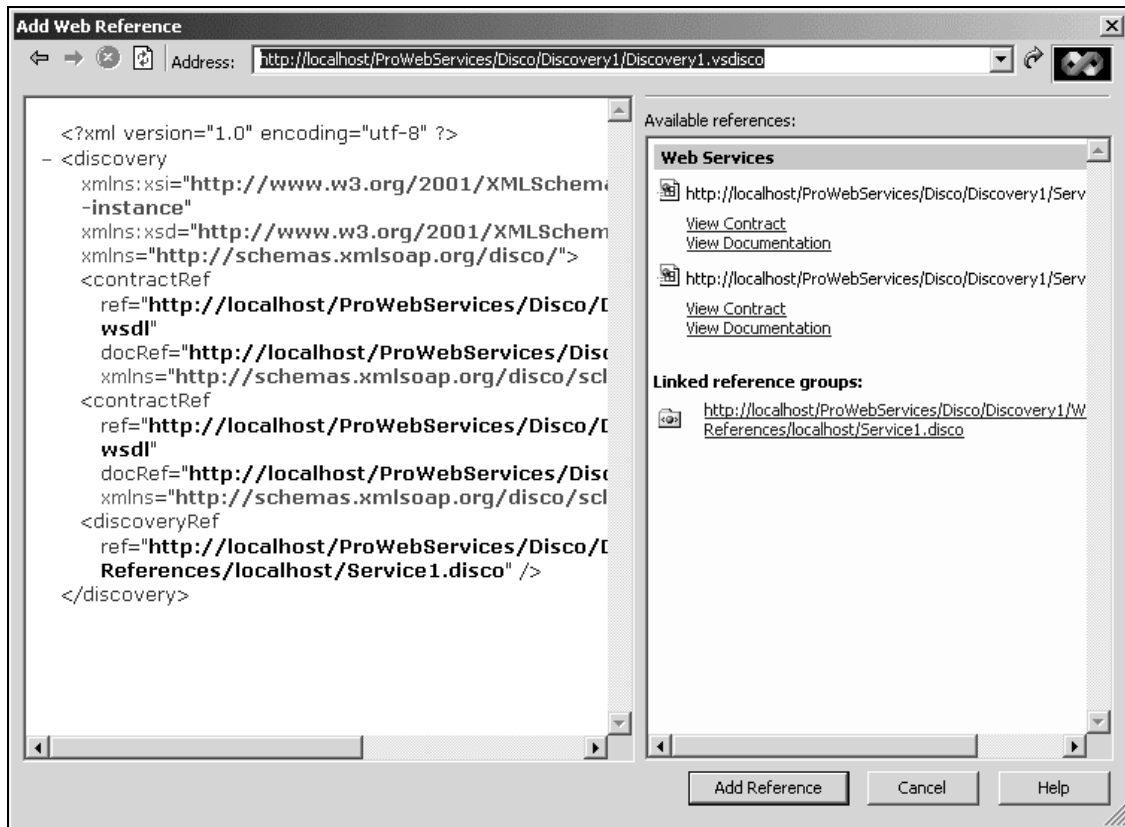 Add Web Reference
Address: http://localhost/ProWebServices/Disco/Discovery1/Discovery1.vsdisco
<?xml version="1.0" encoding="utf-8" ?>
- <discovery
xmlns:xsi="http://www.w3.org/2001/XMLSchema
-instance"
xmlns:xsd="http://www.w3.org/2001/XMLSchem
xmlns="http://schemas.xmlsoap.org/disco/">
<contractRef
ref="http://localhost/ProWebServices/Disco/D
wsdl"
docRef="http://localhost/ProWebServices/Disc
xmlns="http://schemas.xmlsoap.org/disco/scl
<contractRef
ref="http://localhost/ProWebServices/Disco/D
wsdl"
docRef="http://localhost/ProWebServices/Disc
xmlns="http://schemas.xmlsoap.org/disco/scl
<discoveryRef
ref="http://localhost/ProWebServices/Disco/D
References/localhost/Service1.disco" />
</discovery>
Available references:
Web Services
http://localhost/ProWebServices/Disco/Discovery1/Serv
View Contract
View Documentation
http://localhost/ProWebServices/Disco/Discovery1/Serv
View Contract
View Documentation
Linked reference groups:
http://localhost/ProWebServices/Disco/Discovery1/W
References/localhost/Service1.disco
Add Reference
Cancel
Help